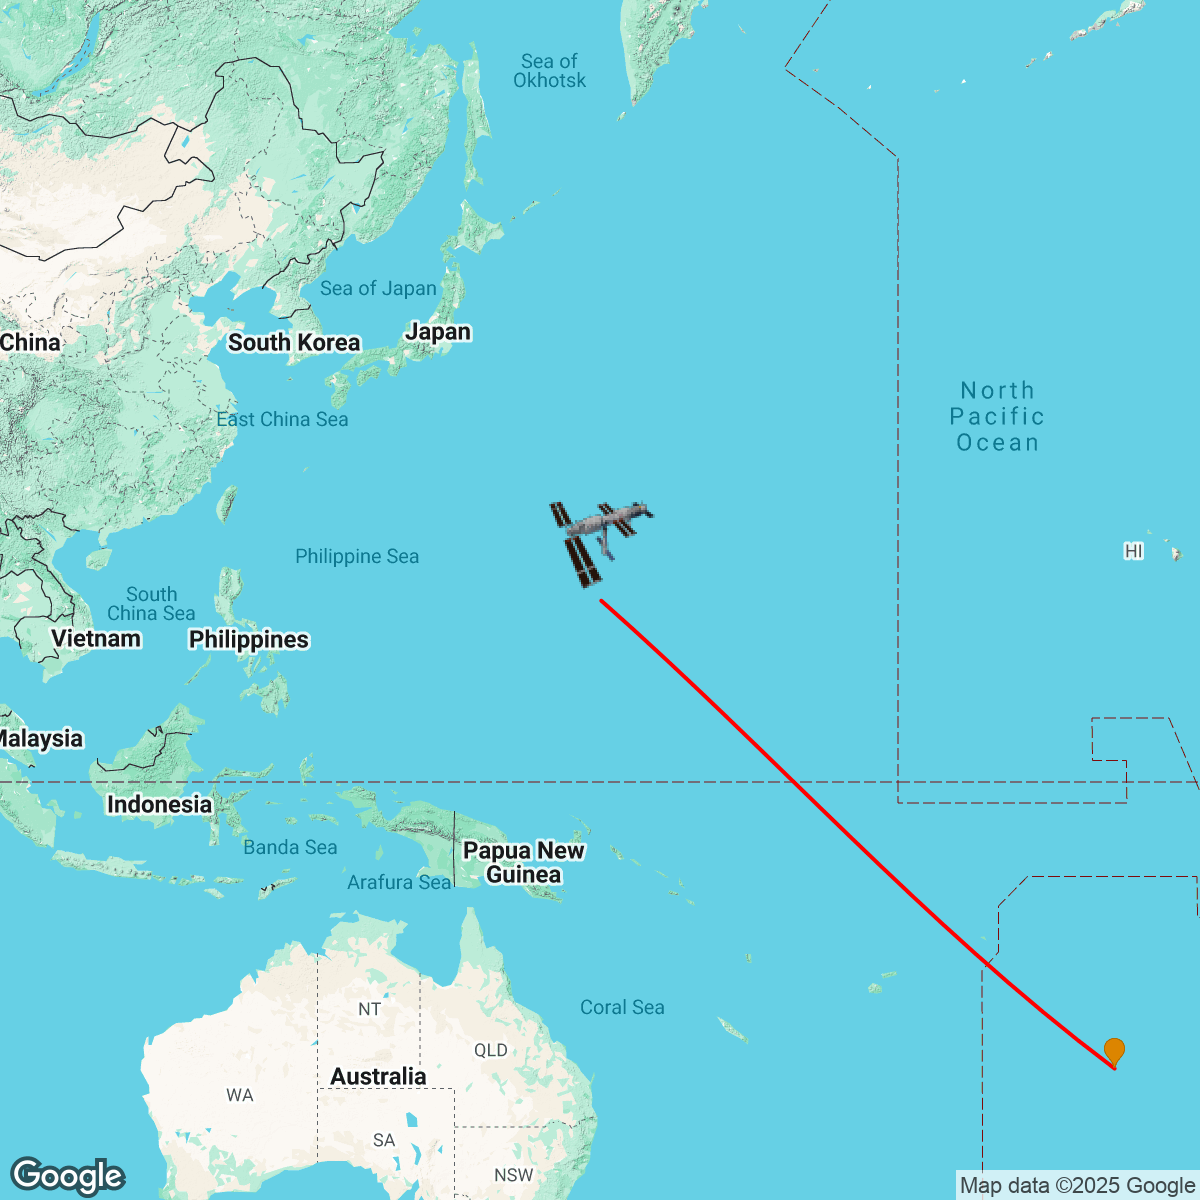 Sea of
Okhotsk
Sea of Japan
China
South Korea
Japan
North
Pacific
Ocean
East China Sea
Philippine Sea
HI
South
China Sea
Vietnam
Philippines
Malaysia
Indonesia
Banda Sea
Papua New
Guinea
Arafura Sea
Coral Sea
NT
QLD
Australia
WA
SA
NSW
Google
Map data ©2025 Google